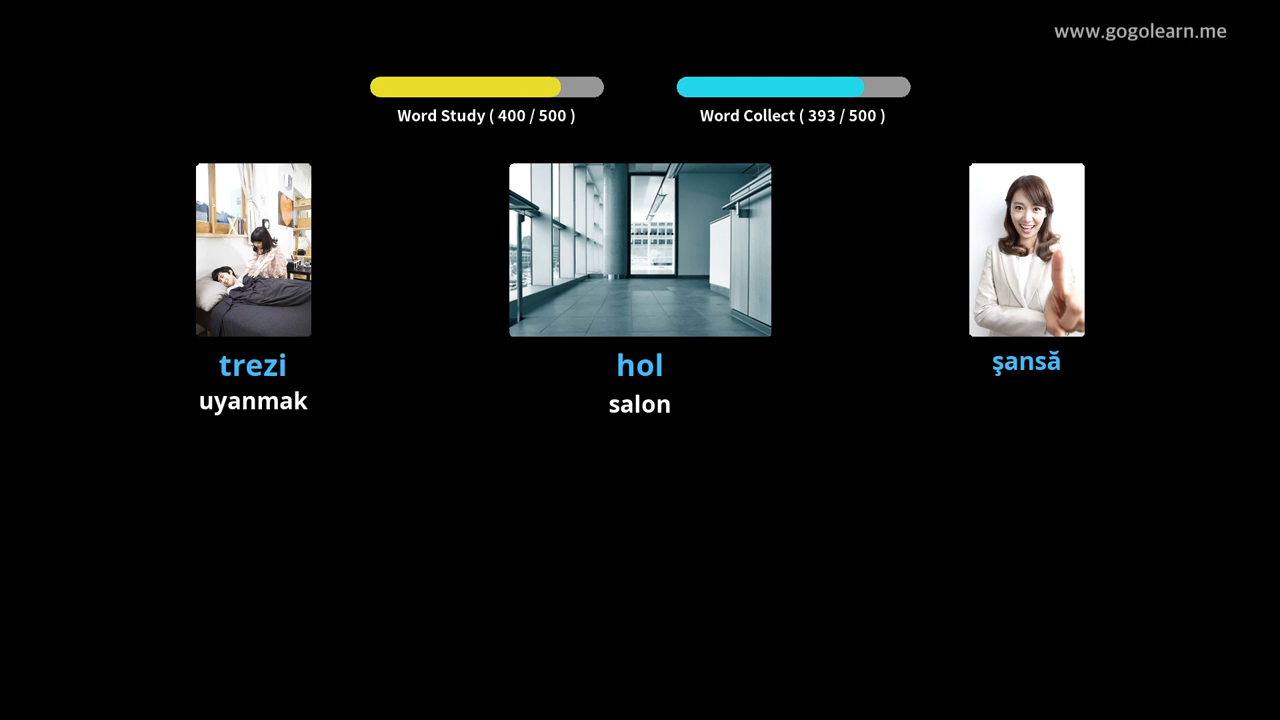 www.gogolearn.me
Word Study ( 400 / 500 )
Word Collect ( 393 / 500 )
trezi
uyanmak
hol
salon
şansă